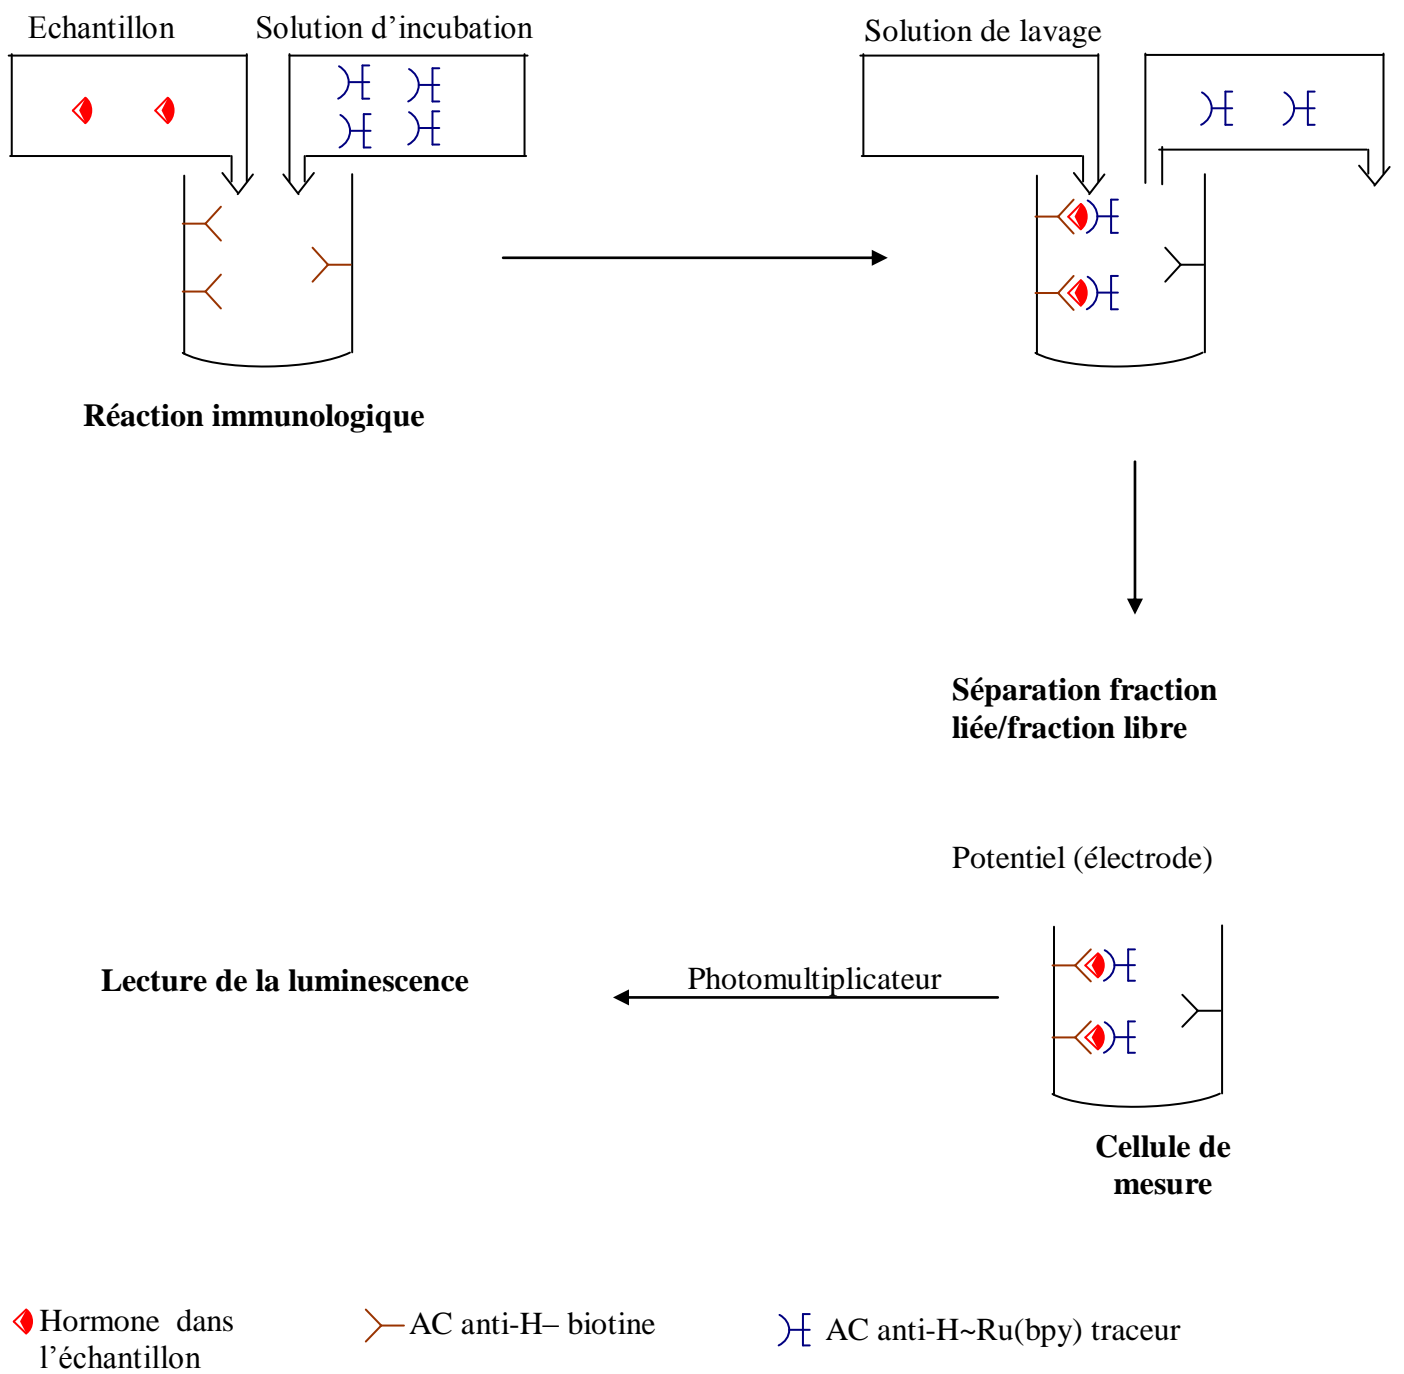 Echantillon
Solution d’incubation
Solution de lavage
Réaction immunologique
Séparation fraction
liée/fraction libre
Potentiel (électrode)
Lecture de la luminescence
Photomultiplicateur
Cellule de
mesure
Hormone dans
l’échantillon
AC anti-H– biotine
AC anti-H~Ru(bpy) traceur